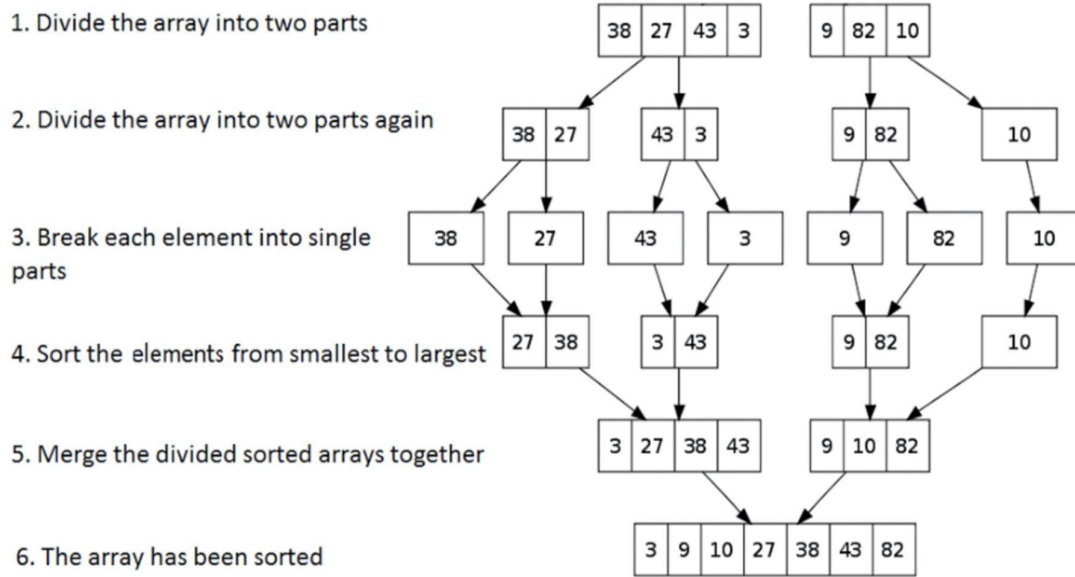 1. Divide the array into two parts
38 27 43 3 9 82 10
2. Divide the array into two parts again
38 27 43 3 9 82 10
3. Break each element into single
parts
38 27 43 3 9 82 10
4. Sort the elements from smallest to largest
27 38 3 43 9 82 10
5. Merge the divided sorted arrays together
3 27 38 43 9 10 82
6. The array has been sorted
3 9 10 27 38 43 82